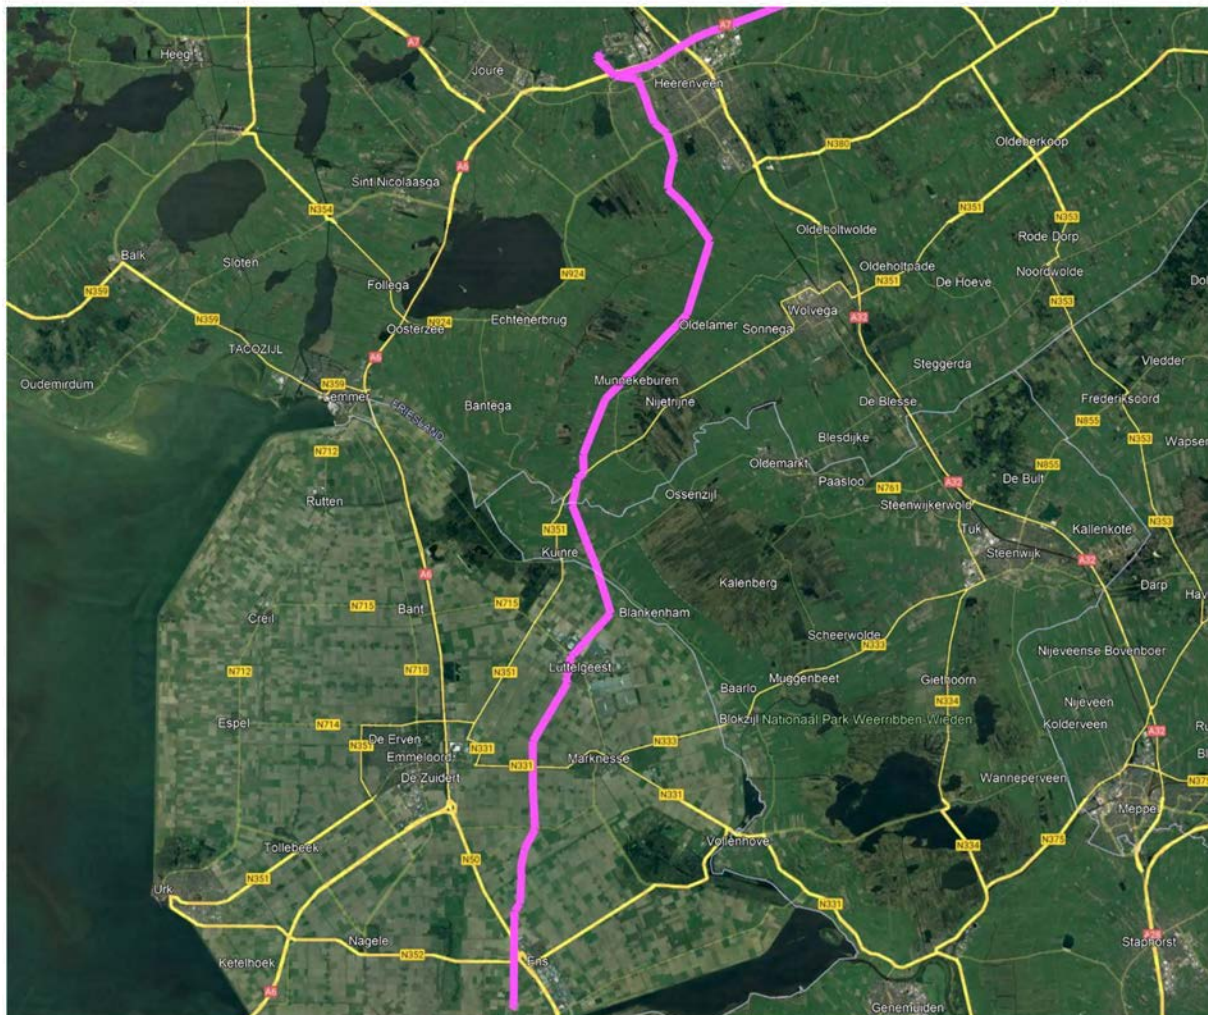 A7
A7
Heeg
Joure
Heerenveen
N380
Oldeberkoop
A6
Sint Nicolaasga
N354
N351
N353
Oldeholtwolde
Rode Dorp
Balk
Sloten
N924
Oldeholtpade
N351
De Hoeve
Noordwolde
N359
Follega
N353
Wolvega
N359
Oosterzee
N924
Echtenerbrug
Oldelamer
Sonnega
A32
TACOZIJL
A6
Steggerda
Vledder
Oudemirdum
N359
Munnekeburen
Lemmer
Bantega
Nijetrijne
De Blesse
Frederiksoord
FRIESLAND
N855
Blesdijke
N353
Wapser
N712
Oldemarkt
N855
Paasloo
N761
A32
De Bult
Rutten
Ossenzijl
Steenwijkerwold
N351
Tuk
Kallenkote
N353
Kuinre
Steenwijk
A6
Kalenberg
A32
Darp
N715
Bant
N715
Creil
Blankenham
Scheerwolde
N333
Nijeveense Bovenboer
N712
N718
N351
Luttelgeest
Muggenbeet
Giethoorn
Baarlo
N334
Nijeveen
Espel
N714
Blokzijl
Nationaal Park Weerribben-Wieden
Kolderveen
De Erven
N351
N331
N333
A32
Emmeloord
N331
Marknesse
De Zuidert
Wanneperveen
N375
N331
Meppel
Vollenhove
Tollebeek
N50
N334
N375
N351
Urk
N331
Nagele
N352
Ens
A28
Staphorst
Ketelhoek
A6
Genemuiden